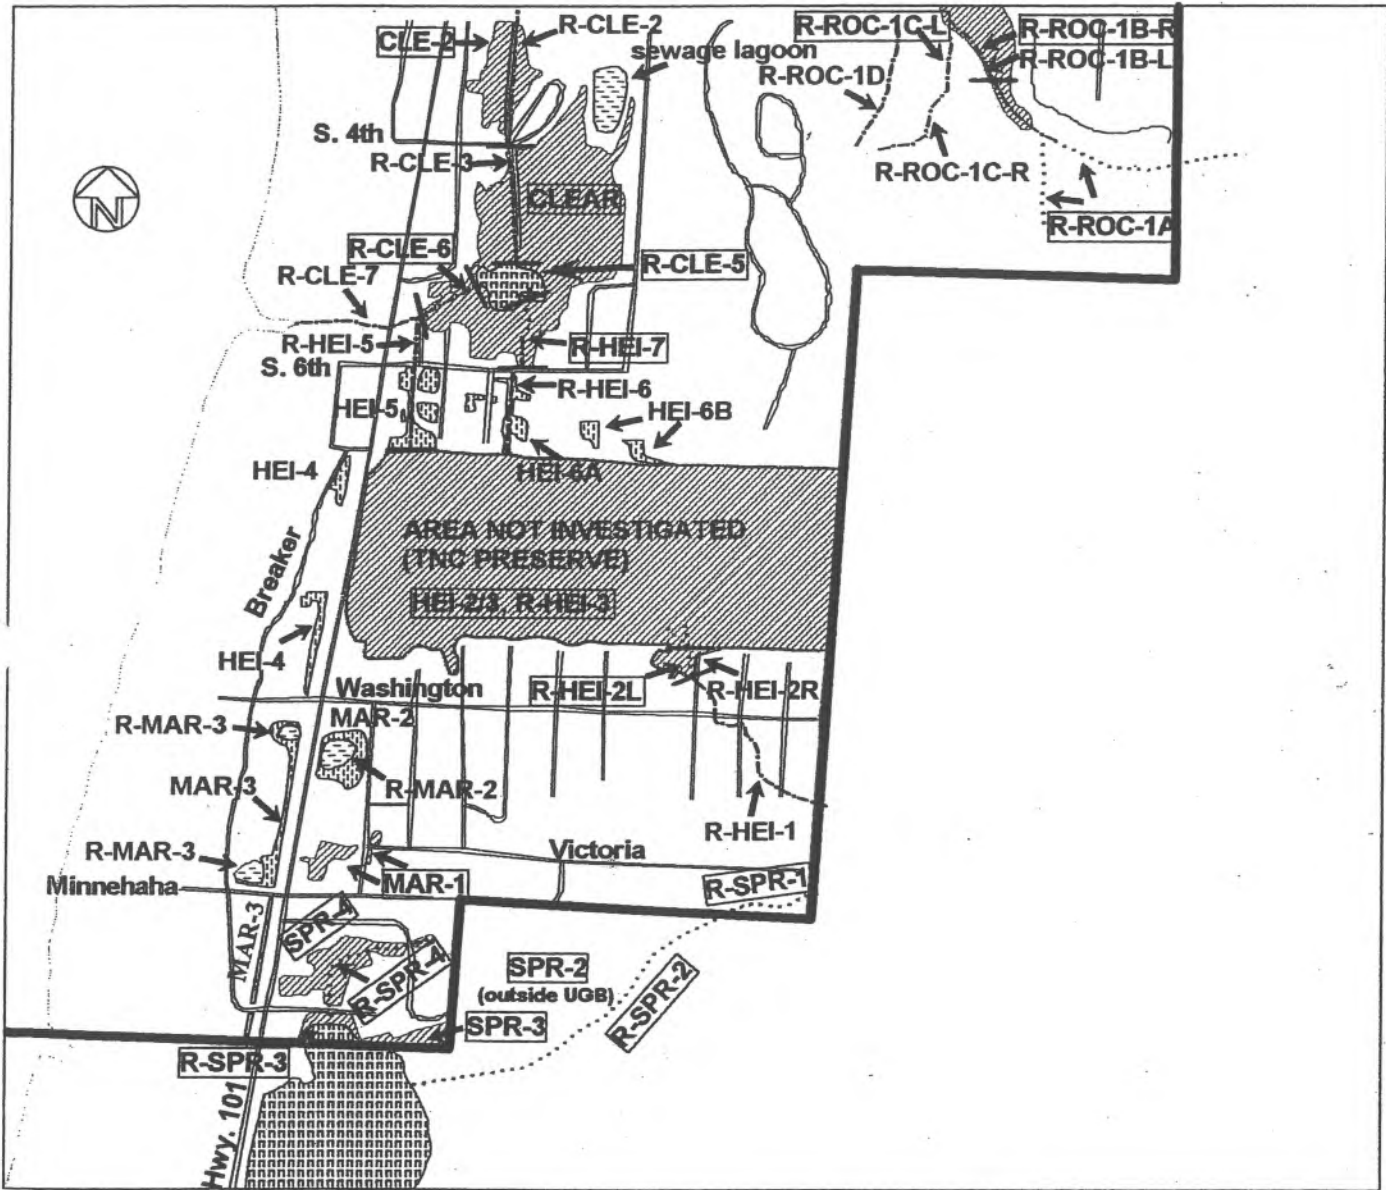 R-CLE-2
CLE-2
sewage lagoon
R-ROC-1C-L
R-ROC-1B-R
R-ROC-1B-L
R-ROC-1D
S. 4th
R-CLE-3
R-ROC-1C-R
CLEAR
R-ROC-1A
N
R-CLE-6
R-CLE-5
R-CLE-7
R-HEI-5
R-HEI-7
S. 6th
R-HEI-6
HEI-5
HEI-6B
HEI-4
HEI-6A
AREA NOT INVESTIGATED
(TNC PRESERVE)
HEI-2/3, R-HEI-3
Breaker
HEI-4
Washington
R-HEI-2L
R-HEI-2R
R-MAR-3
MAR-2
MAR-3
R-MAR-2
R-HEI-1
R-MAR-3
Victoria
Minnehaha
MAR-1
R-SPR-1
MAR-3
SPR-4
R-SPR-4
SPR-2
(outside UGB)
R-SPR-2
SPR-3
R-SPR-3
Hwy. 101